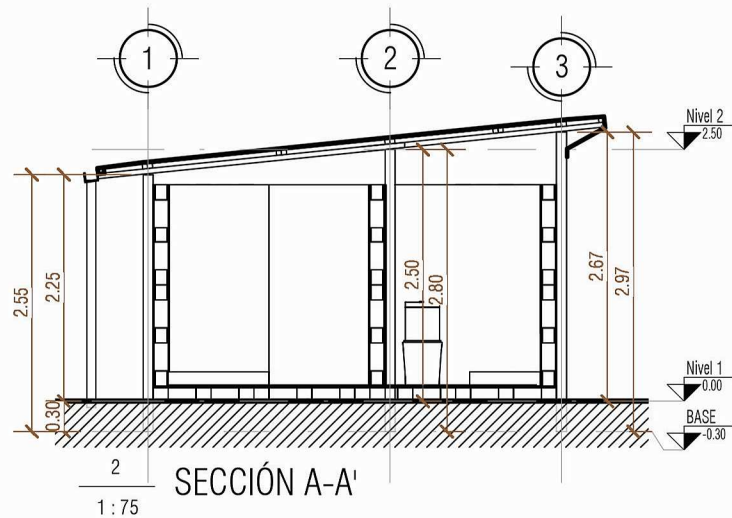 1
2
3
Nivel 2
2.50
2.55
2.25
0.30
2.50
2.80
2.67
2.97
Nivel 1
0.00
BASE
-0.30
2
1 : 75
SECCIÓN A-A'